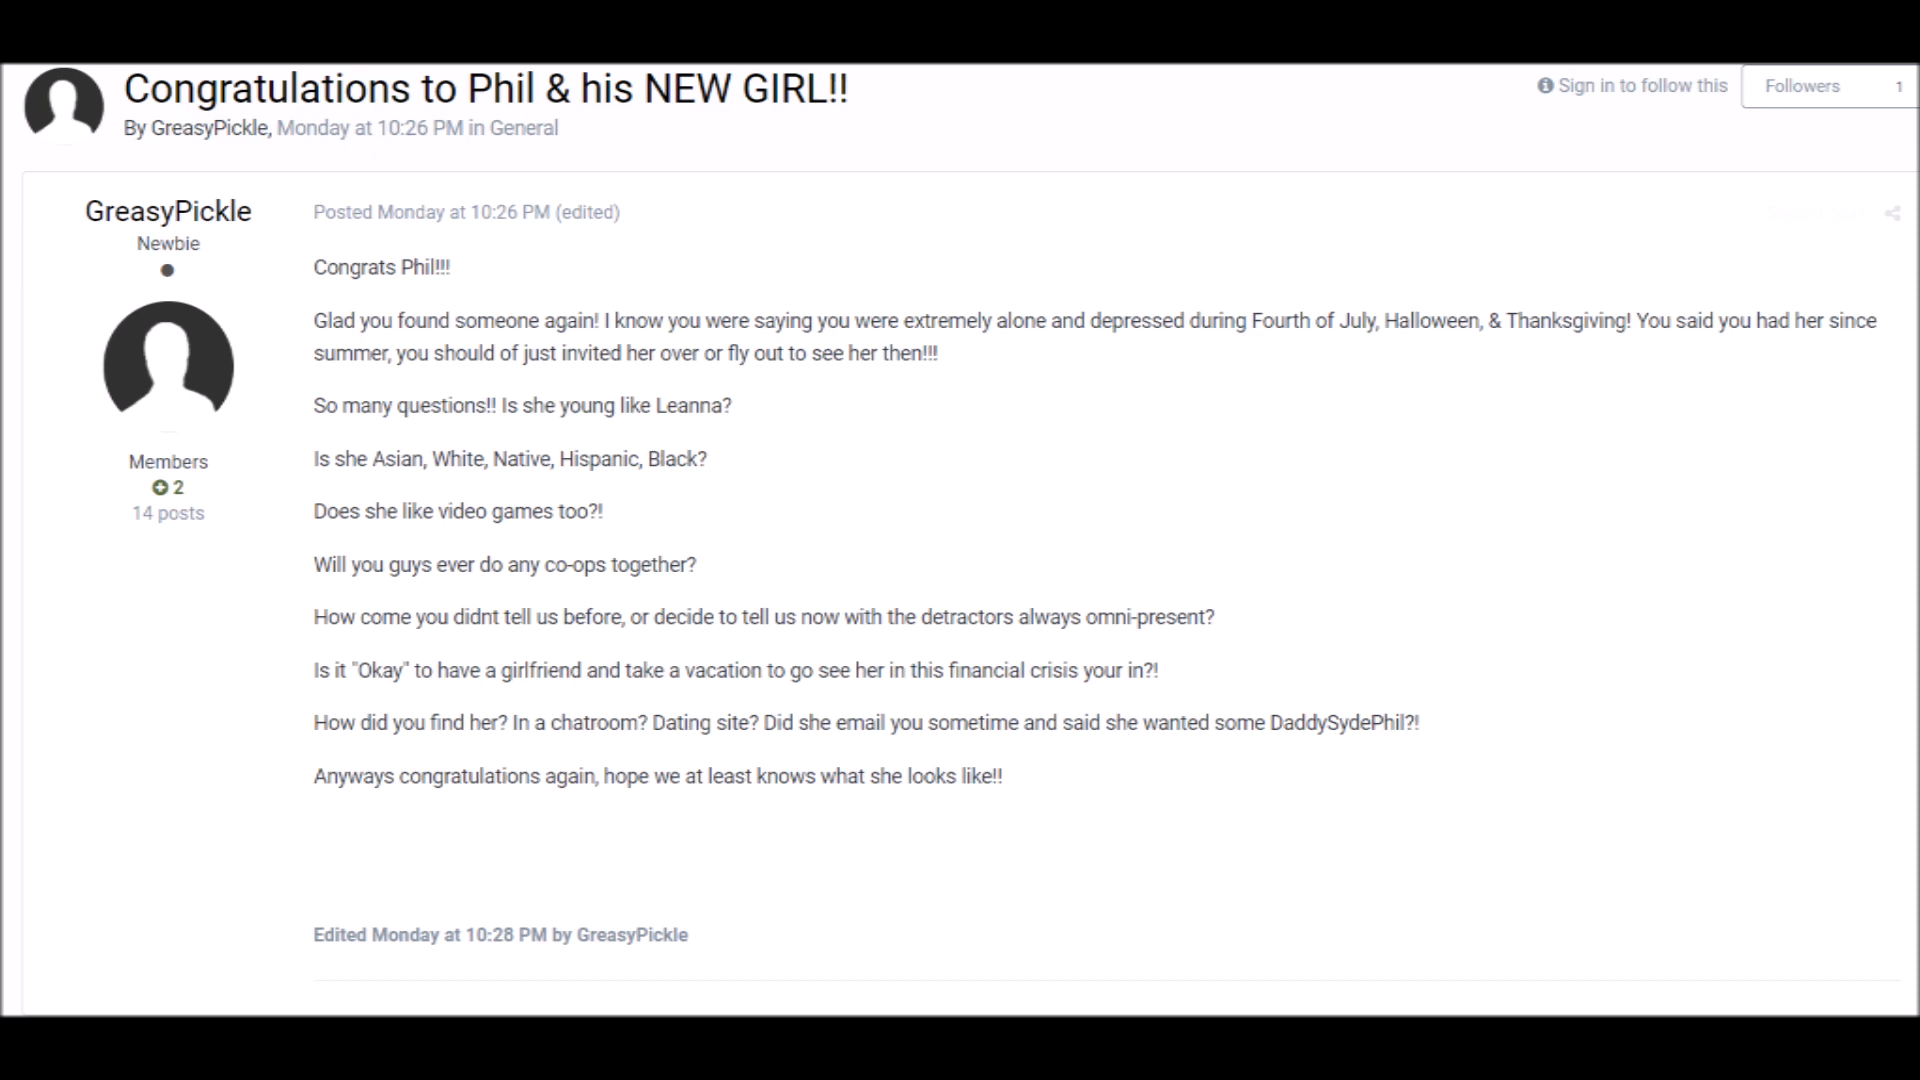 Congratulations to Phil & his NEW GIRL!!
By GreasyPickle, Monday at 10:26 PM in General
Sign in to follow this
Followers 1
GreasyPickle
Newbie
Members
2
14 posts
Posted Monday at 10:26 PM (edited)
Congrats Phil!!!
Glad you found someone again! I know you were saying you were extremely alone and depressed during Fourth of July, Halloween, & Thanksgiving! You said you had her since
summer, you should of just invited her over or fly out to see her then!!!
So many questions!! Is she young like Leanna?
Is she Asian, White, Native, Hispanic, Black?
Does she like video games too?!
Will you guys ever do any co-ops together?
How come you didnt tell us before, or decide to tell us now with the detractors always omni-present?
Is it "Okay" to have a girlfriend and take a vacation to go see her in this financial crisis your in?!
How did you find her? In a chatroom? Dating site? Did she email you sometime and said she wanted some DaddySydePhil?!
Anyways congratulations again, hope we at least knows what she looks like!!
Edited Monday at 10:28 PM by GreasyPickle